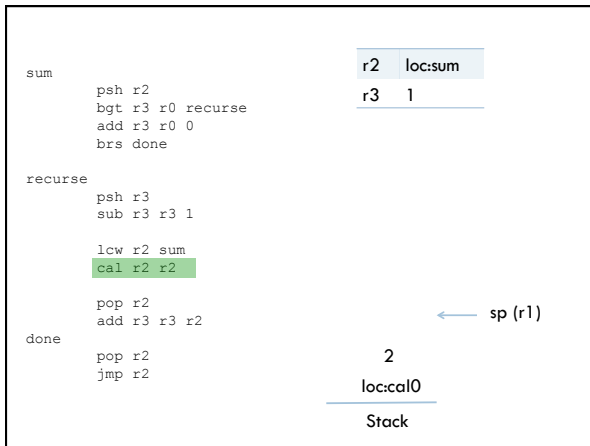 sum
psh r2
bgt r3 r0 recurse
add r3 r0 0
brs done
recurse
psh r3
sub r3 r3 1
lcw r2 sum
cal r2 r2
pop r2
add r3 r3 r2
done
pop r2
jmp r2
r2 loc:sum
r3 1
sp (r1)
2
loc:cal0
Stack